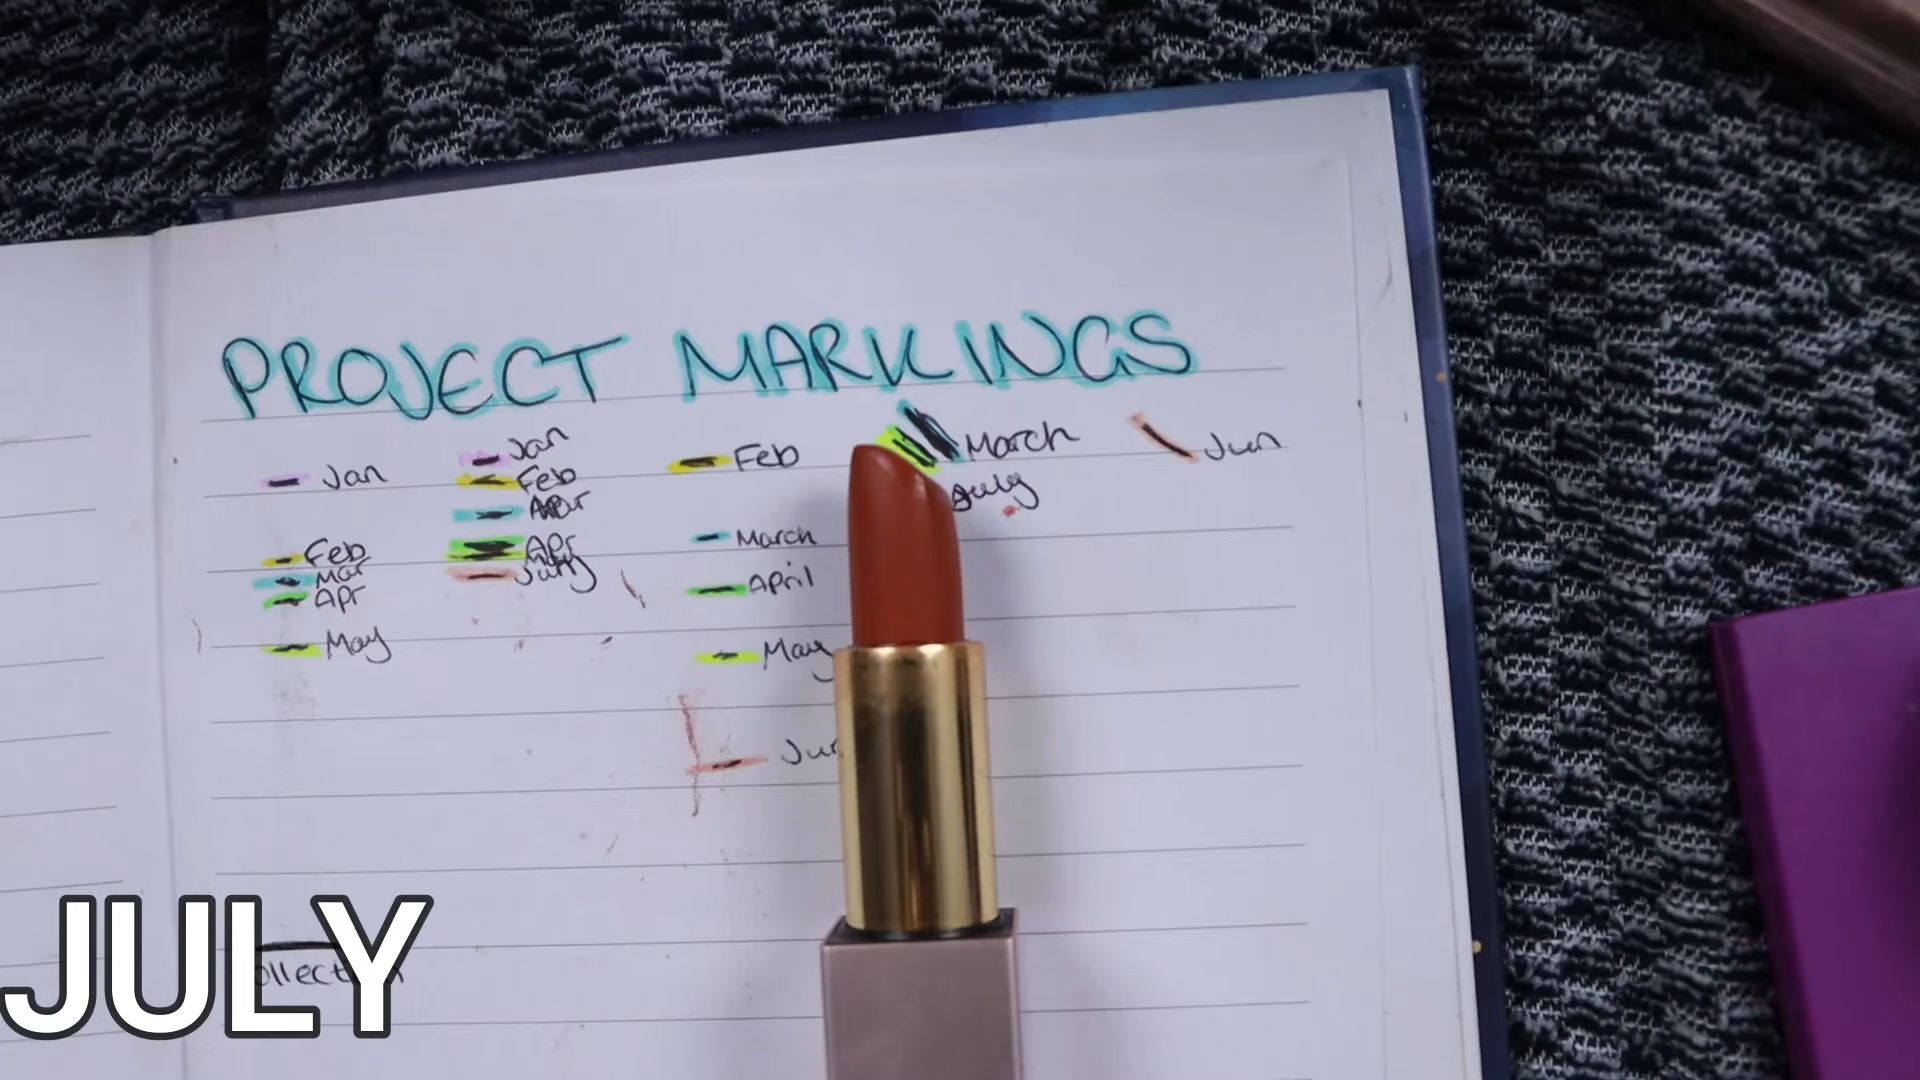 PROJECT MARKINGS
Jan
Feb
Mar
Apr
May
Jan
Feb
Apr
Apr
July
Feb
March
April
May
Jun
March
July
Jun
JULY